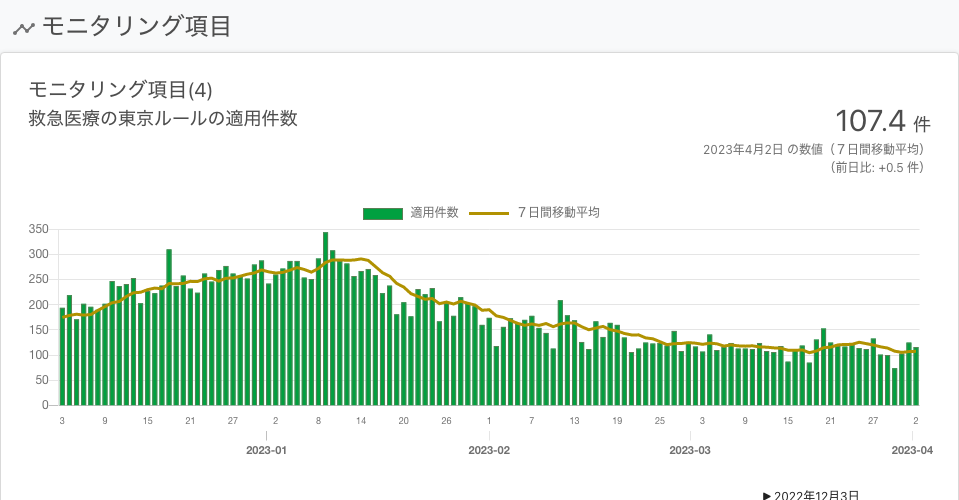 モニタリング項目
モニタリング項目(4)
救急医療の東京ルールの適用件数
107.4 件
2023年4月2日 の数値（７日間移動平均）
（前日比: +0.5 件）
適用件数 ７日間移動平均
350
300
250
200
150
100
50
0
3 9 15 21 27 2 8 14 20 26 1 7 13 19 25 3 9 15 21 27 2
2023-01 2023-02 2023-03 2023-04
▶ 2022年12月3日